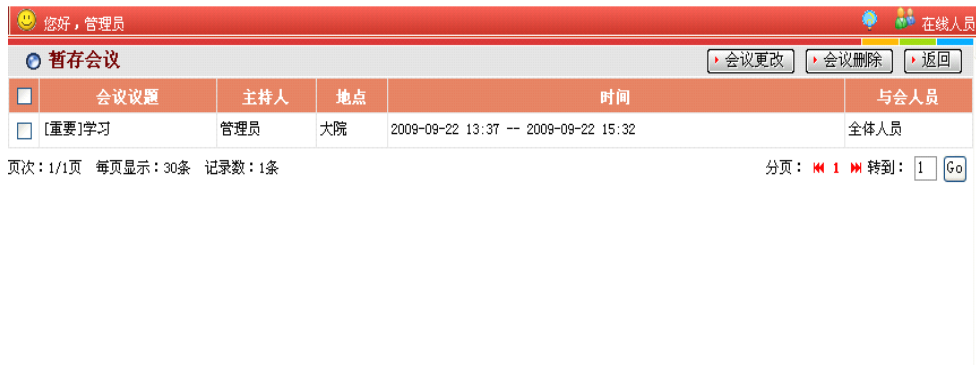 您好，管理员 在线人员
暂存会议 会议更改 会议删除 返回
会议议题 主持人 地点 时间 与会人员
[重要]学习 管理员 大院 2009-09-22 13:37 -- 2009-09-22 15:32 全体人员
页次：1/1页 每页显示：30条 记录数：1条 分页： 1 转到： 1 Go